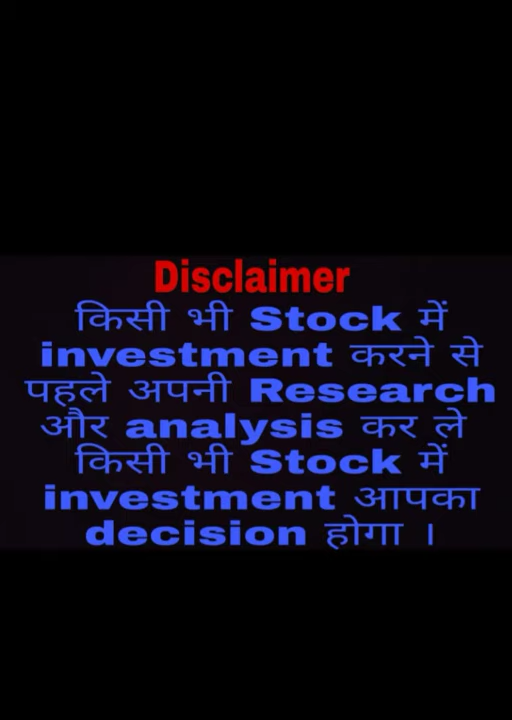 Disclaimer
किसी भी Stock में
investment करने से
पहले अपनी Research
और analysis कर ले
किसी भी Stock में
investment आपका
decision होगा ।